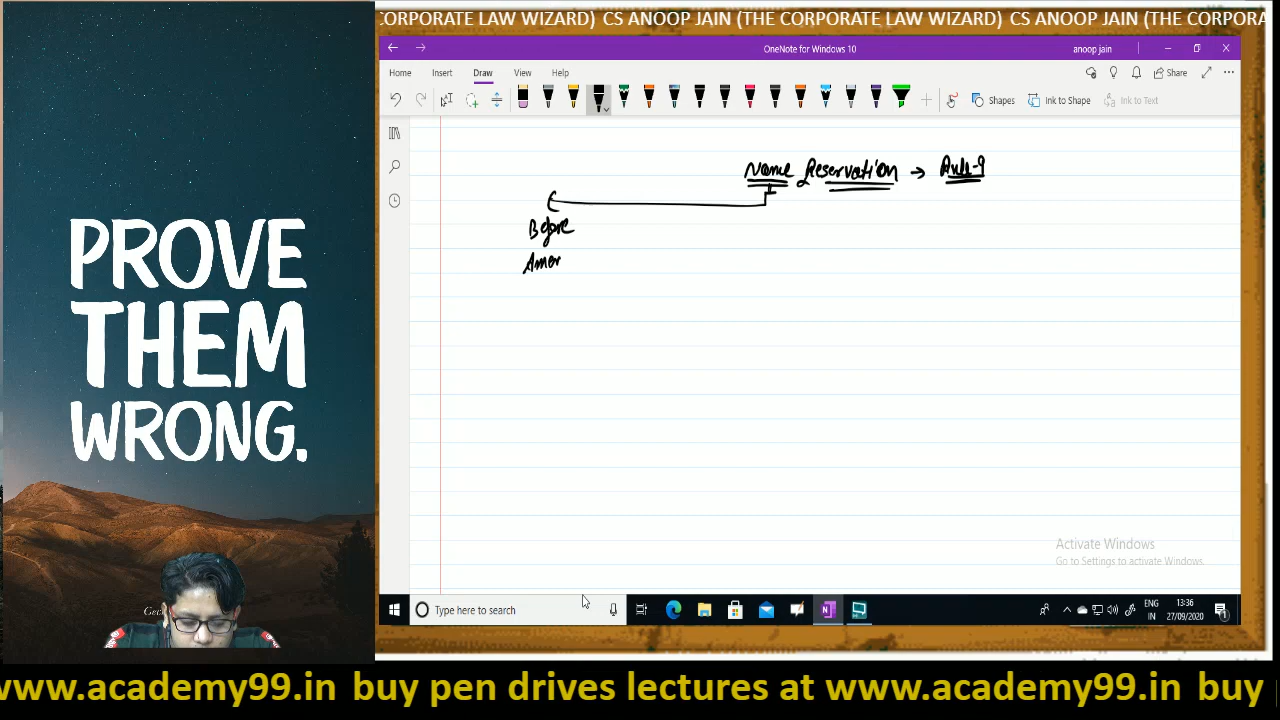 CORPORATE LAW WIZARD) CS ANOOP JAIN (THE CORPORATE LAW WIZARD) CS ANOOP JAIN (THE CORPORA
OneNote for Windows 10
anoop jain
Home Insert Draw View Help
Share
Shapes
Ink to Shape
Ink to Text
Name Reservation → Rule-9
Before
Amen
PROVE
THEM
WRONG.
Activate Windows
Go to Settings to activate Windows.
Type here to search
ENG
IN
13:36
27/09/2020
www.academy99.in buy pen drives lectures at www.academy99.in buy